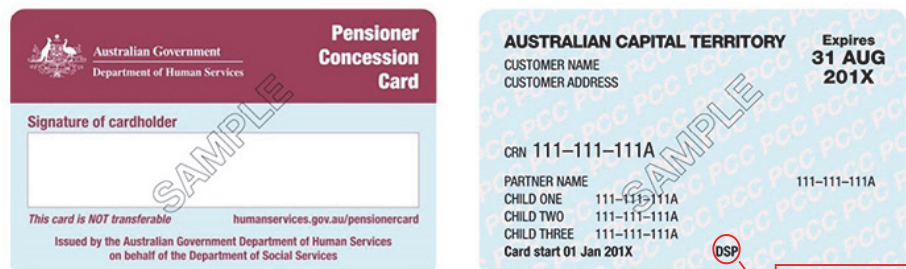 Australian Government
Department of Human Services
Pensioner
Concession
Card
Signature of cardholder
SAMPLE
This card is NOT transferable
humanservices.gov.au/pensionercard
Issued by the Australian Government Department of Human Services
on behalf of the Department of Social Services
AUSTRALIAN CAPITAL TERRITORY
Expires
31 AUG
201X
CUSTOMER NAME
CUSTOMER ADDRESS
CRN 111–111–111A
SAMPLE
PARTNER NAME 111–111–111A
CHILD ONE 111–111–111A
CHILD TWO 111–111–111A
CHILD THREE 111–111–111A
Card start 01 Jan 201X DSP